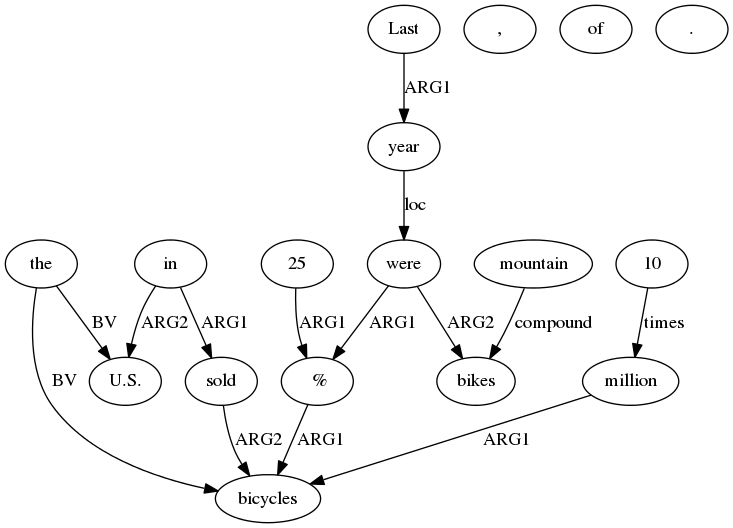 Last , of .
ARG1
year
loc
the in 25 were mountain 10
BV ARG2 ARG1 ARG1 ARG1 ARG2 compound times
BV U.S. sold % bikes million
ARG2 ARG1 ARG1
bicycles